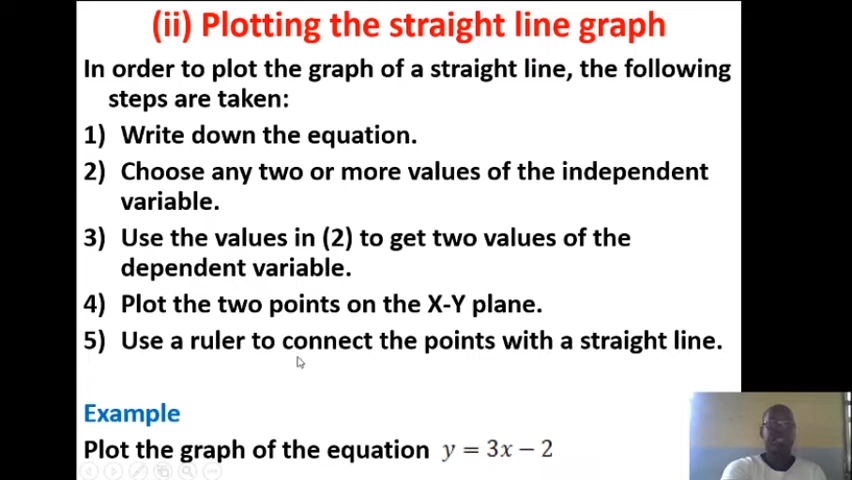 (ii) Plotting the straight line graph
In order to plot the graph of a straight line, the following
steps are taken:
1) Write down the equation.
2) Choose any two or more values of the independent
variable.
3) Use the values in (2) to get two values of the
dependent variable.
4) Plot the two points on the X-Y plane.
5) Use a ruler to connect the points with a straight line.
Example
Plot the graph of the equation y = 3x − 2